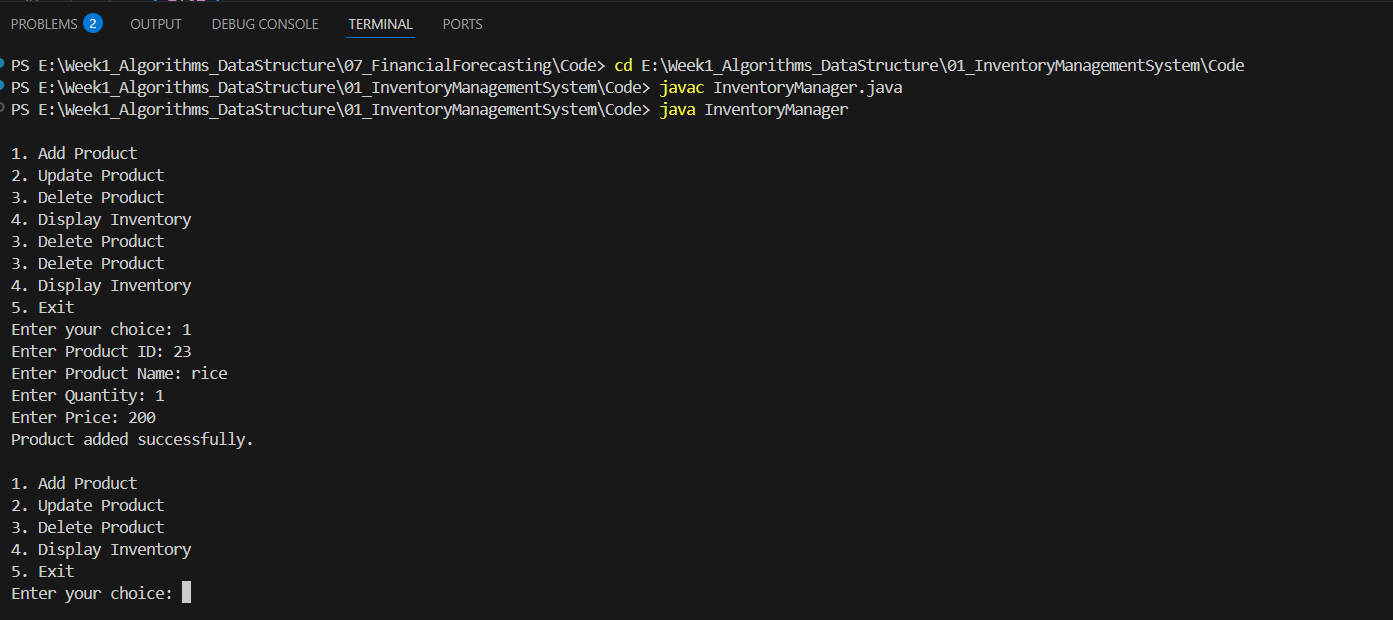 PROBLEMS 2 OUTPUT DEBUG CONSOLE TERMINAL PORTS
PS E:\Week1_Algorithms_DataStructure\07_FinancialForecasting\Code> cd E:\Week1_Algorithms_DataStructure\01_InventoryManagementSystem\Code
PS E:\Week1_Algorithms_DataStructure\01_InventoryManagementSystem\Code> javac InventoryManager.java
PS E:\Week1_Algorithms_DataStructure\01_InventoryManagementSystem\Code> java InventoryManager
1. Add Product
2. Update Product
3. Delete Product
4. Display Inventory
3. Delete Product
3. Delete Product
4. Display Inventory
5. Exit
Enter your choice: 1
Enter Product ID: 23
Enter Product Name: rice
Enter Quantity: 1
Enter Price: 200
Product added successfully.
1. Add Product
2. Update Product
3. Delete Product
4. Display Inventory
5. Exit
Enter your choice: